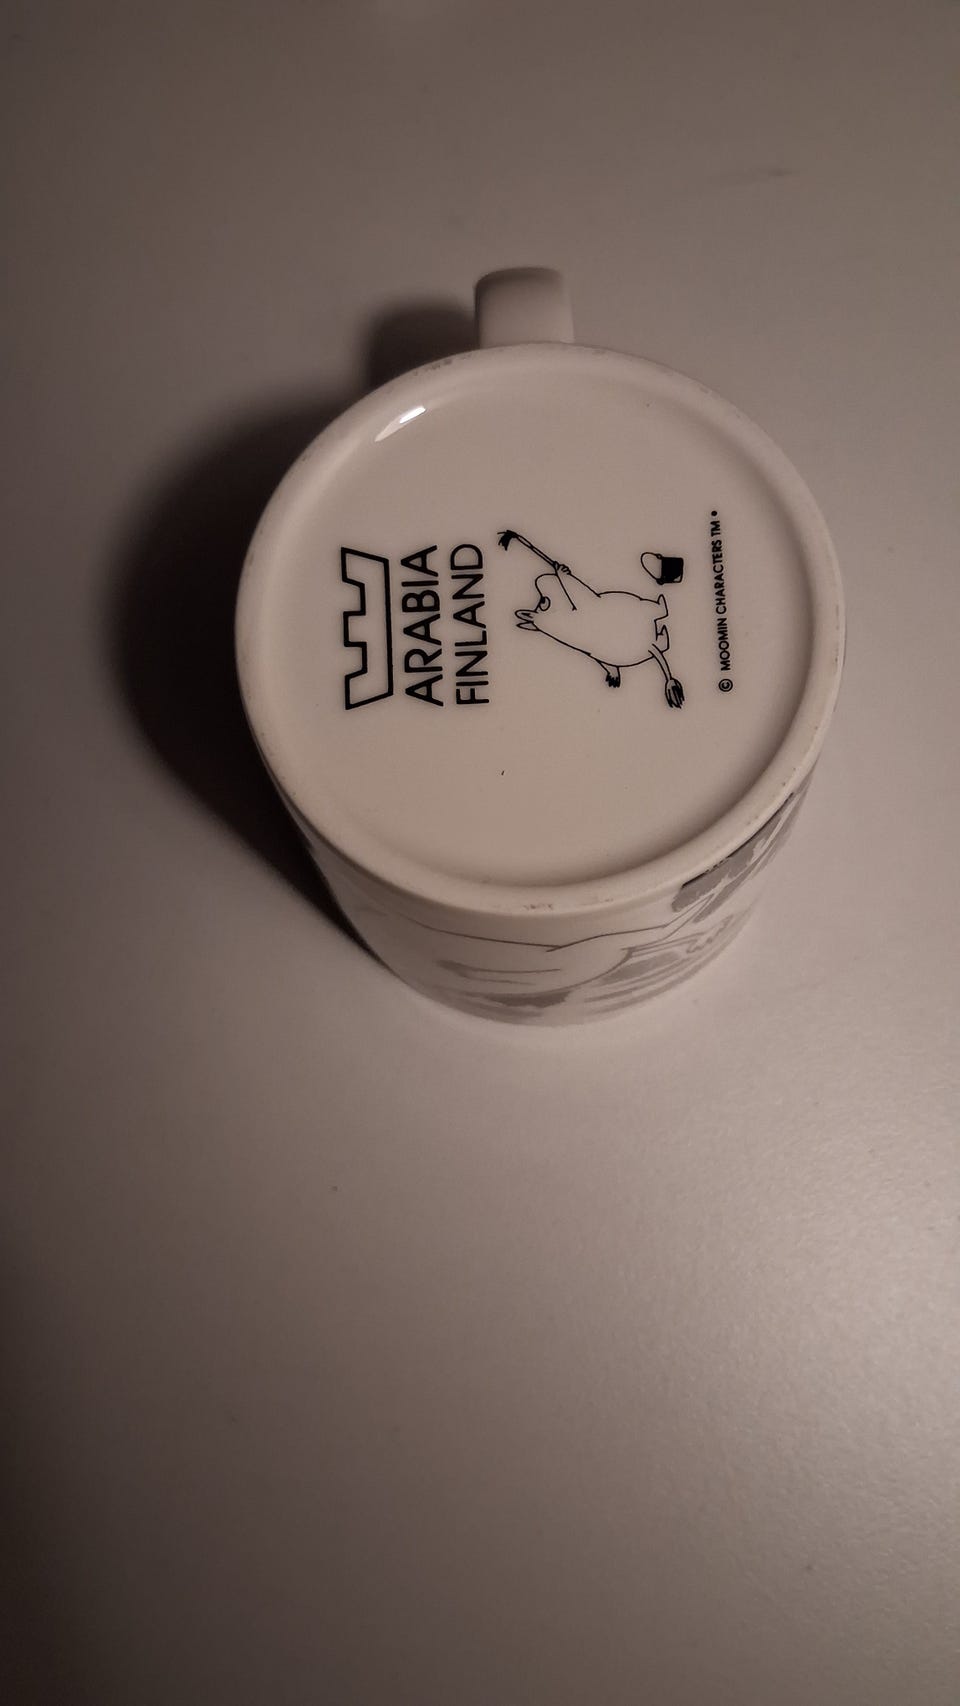 ARABIA
FINLAND
© MOOMIN CHARACTERS TM •